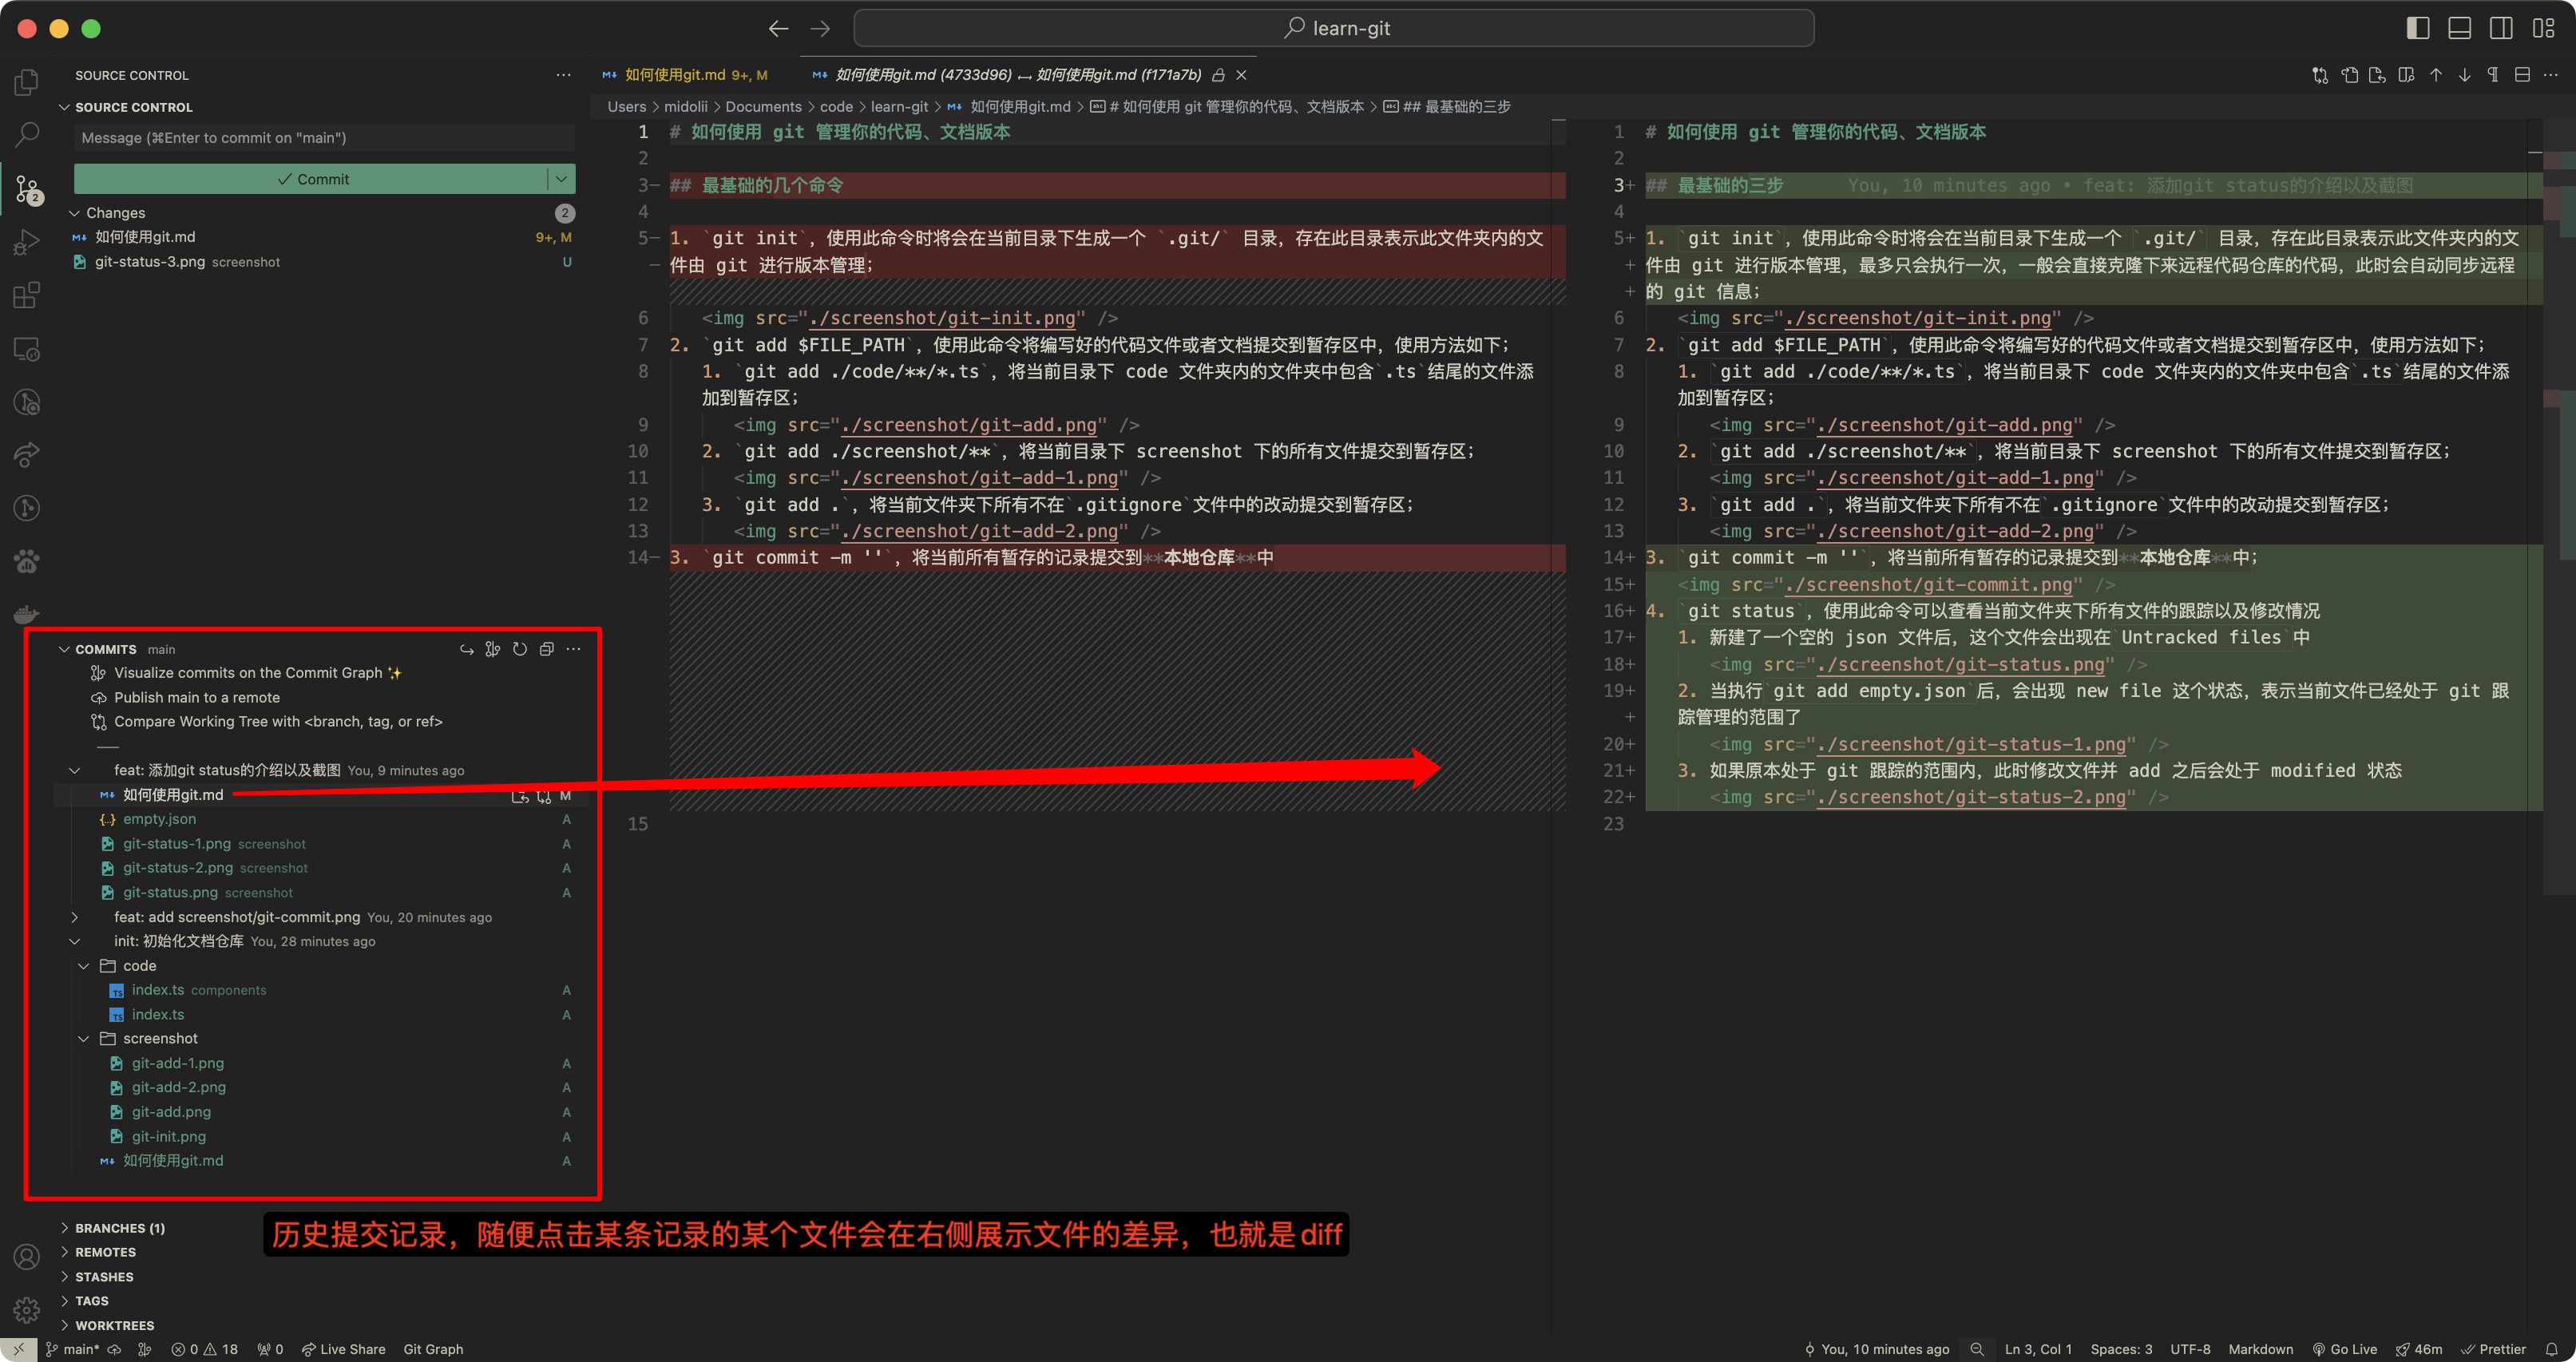 learn-git
SOURCE CONTROL
SOURCE CONTROL
Message (⌘Enter to commit on "main")
Commit
Changes 2
如何使用git.md 9+, M
git-status-3.png screenshot U
2
COMMITS main
Visualize commits on the Commit Graph ✨
Publish main to a remote
Compare Working Tree with <branch, tag, or ref>
feat: 添加git status的介绍以及截图 You, 9 minutes ago
如何使用git.md M
empty.json A
git-status-1.png screenshot A
git-status-2.png screenshot A
git-status.png screenshot A
feat: add screenshot/git-commit.png You, 20 minutes ago
init: 初始化文档仓库 You, 28 minutes ago
code
index.ts components A
index.ts A
screenshot
git-add-1.png A
git-add-2.png A
git-add.png A
git-init.png A
如何使用git.md A
BRANCHES (1)
REMOTES
STASHES
TAGS
WORKTREES
如何使用git.md 9+, M
如何使用git.md (4733d96) ↔ 如何使用git.md (f171a7b)
Users > midolii > Documents > code > learn-git > 如何使用git.md > # 如何使用 git 管理你的代码、文档版本 > ## 最基础的三步
1 # 如何使用 git 管理你的代码、文档版本
2
3− ## 最基础的几个命令
4
5− 1. `git init`，使用此命令时将会在当前目录下生成一个 `.git/` 目录，存在此目录表示此文件夹内的文
− 件由 git 进行版本管理；
6 <img src="./screenshot/git-init.png" />
7 2. `git add $FILE_PATH`，使用此命令将编写好的代码文件或者文档提交到暂存区中，使用方法如下；
8 1. `git add ./code/**/*.ts`，将当前目录下 code 文件夹内的文件夹中包含`.ts`结尾的文件添
加到暂存区；
9 <img src="./screenshot/git-add.png" />
10 2. `git add ./screenshot/**`，将当前目录下 screenshot 下的所有文件提交到暂存区；
11 <img src="./screenshot/git-add-1.png" />
12 3. `git add .`，将当前文件夹下所有不在`.gitignore`文件中的改动提交到暂存区；
13 <img src="./screenshot/git-add-2.png" />
14− 3. `git commit -m ''`，将当前所有暂存的记录提交到**本地仓库**中
15
1 # 如何使用 git 管理你的代码、文档版本
2
3+ ## 最基础的三步 You, 10 minutes ago • feat: 添加git status的介绍以及截图
4
5+ 1. `git init`，使用此命令时将会在当前目录下生成一个 `.git/` 目录，存在此目录表示此文件夹内的文
+ 件由 git 进行版本管理，最多只会执行一次，一般会直接克隆下来远程代码仓库的代码，此时会自动同步远程
+ 的 git 信息；
6 <img src="./screenshot/git-init.png" />
7 2. `git add $FILE_PATH`，使用此命令将编写好的代码文件或者文档提交到暂存区中，使用方法如下；
8 1. `git add ./code/**/*.ts`，将当前目录下 code 文件夹内的文件夹中包含`.ts`结尾的文件添
加到暂存区；
9 <img src="./screenshot/git-add.png" />
10 2. `git add ./screenshot/**`，将当前目录下 screenshot 下的所有文件提交到暂存区；
11 <img src="./screenshot/git-add-1.png" />
12 3. `git add .`，将当前文件夹下所有不在`.gitignore`文件中的改动提交到暂存区；
13 <img src="./screenshot/git-add-2.png" />
14+ 3. `git commit -m ''`，将当前所有暂存的记录提交到**本地仓库**中；
15+ <img src="./screenshot/git-commit.png" />
16+ 4. `git status`，使用此命令可以查看当前文件夹下所有文件的跟踪以及修改情况
17+ 1. 新建了一个空的 json 文件后，这个文件会出现在`Untracked files`中
18+ <img src="./screenshot/git-status.png" />
19+ 2. 当执行`git add empty.json`后，会出现 new file 这个状态，表示当前文件已经处于 git 跟
+ 踪管理的范围了
20+ <img src="./screenshot/git-status-1.png" />
21+ 3. 如果原本处于 git 跟踪的范围内，此时修改文件并 add 之后会处于 modified 状态
22+ <img src="./screenshot/git-status-2.png" />
23
历史提交记录，随便点击某条记录的某个文件会在右侧展示文件的差异，也就是diff
main* 0 18 0 Live Share Git Graph
You, 10 minutes ago Ln 3, Col 1 Spaces: 3 UTF-8 Markdown Go Live 46m Prettier